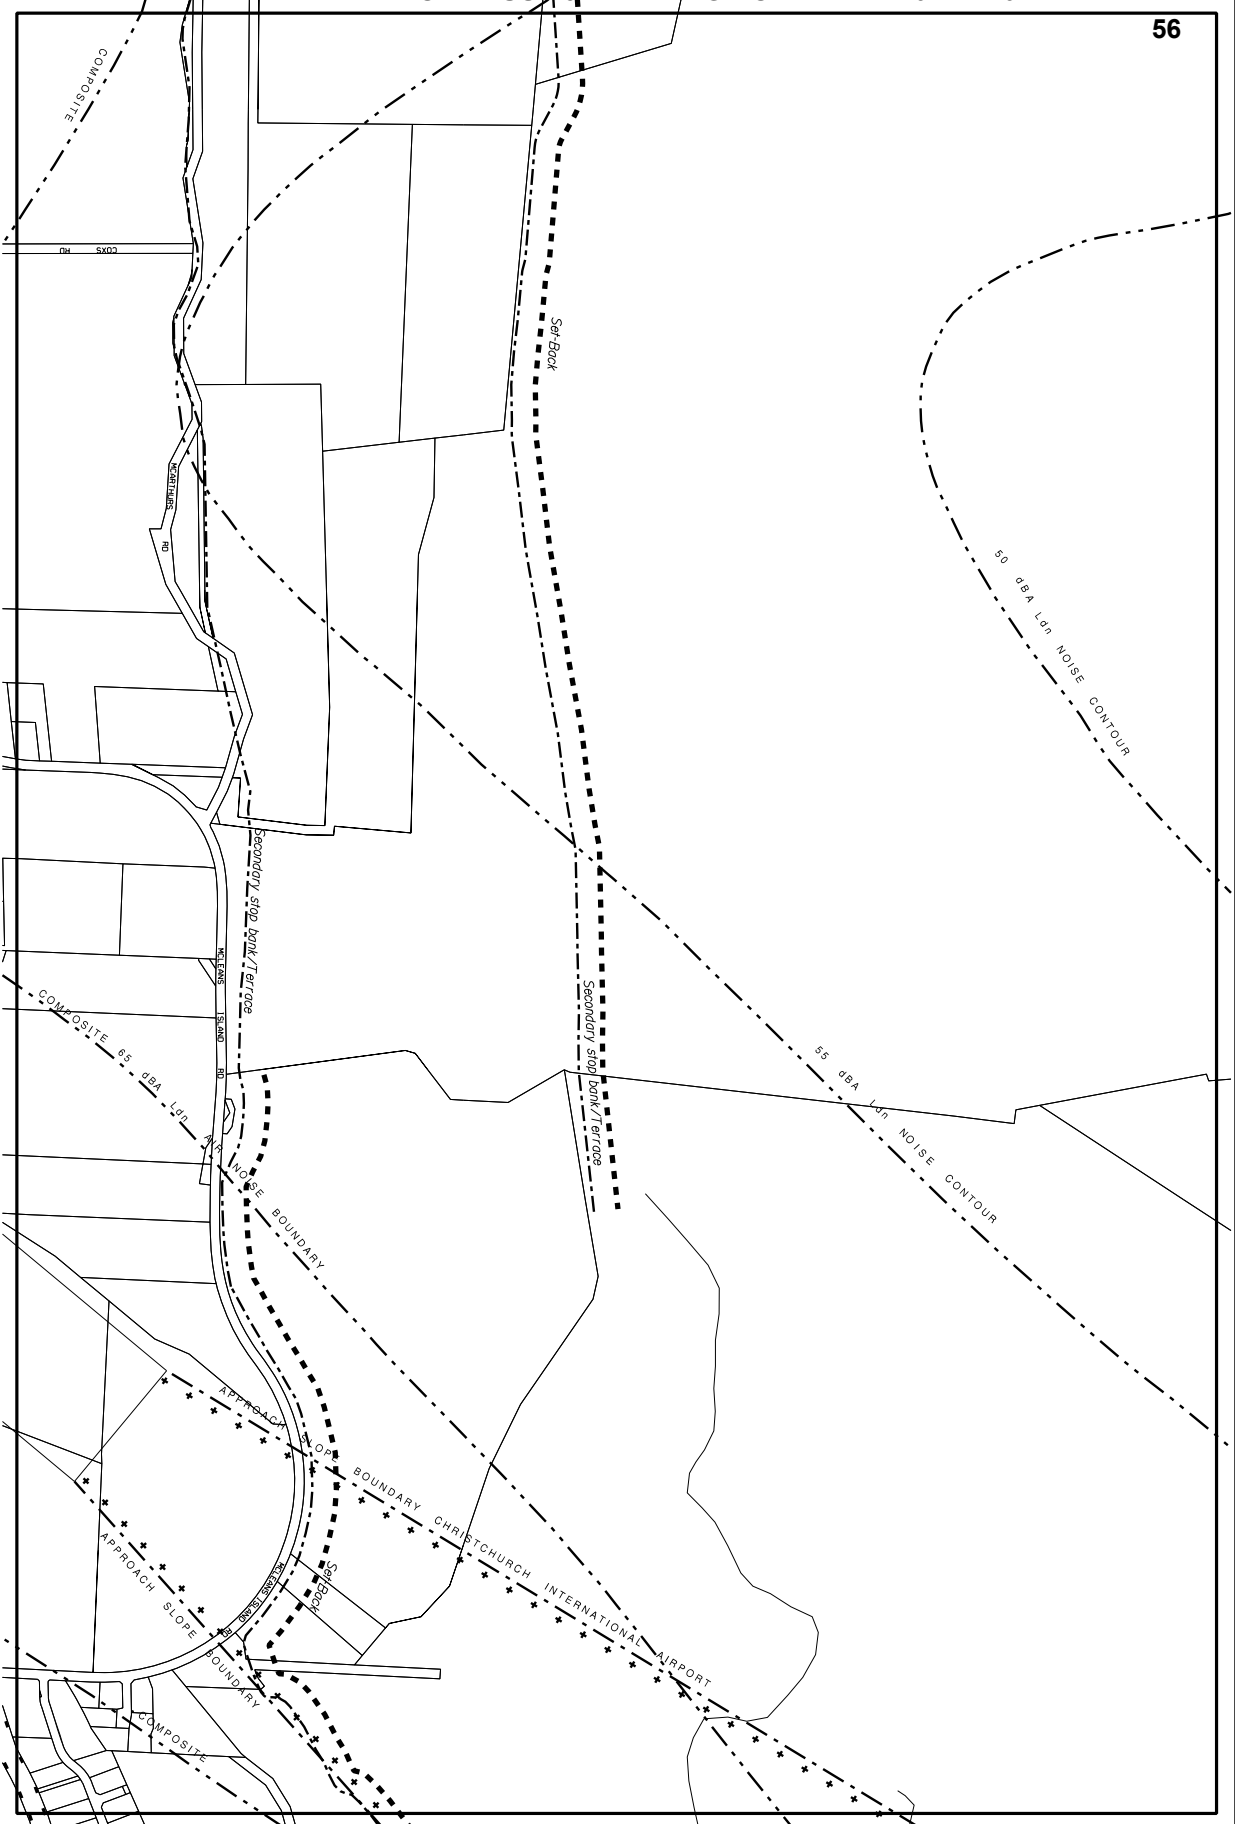 56
COMPOSITE
COXS RD
Set-Back
MCARTHURS
RD
50 dBA Ldn NOISE CONTOUR
Secondary stop bank/Terrace
MCLEANS ISLAND RD
Secondary stop bank/Terrace
COMPOSITE 65 dBA Ldn AIR NOISE BOUNDARY
55 dBA Ldn NOISE CONTOUR
APPROACH SLOPE BOUNDARY CHRISTCHURCH INTERNATIONAL AIRPORT
APPROACH SLOPE BOUNDARY
Set-Back
MCLEANS ISLAND RD
COMPOSITE